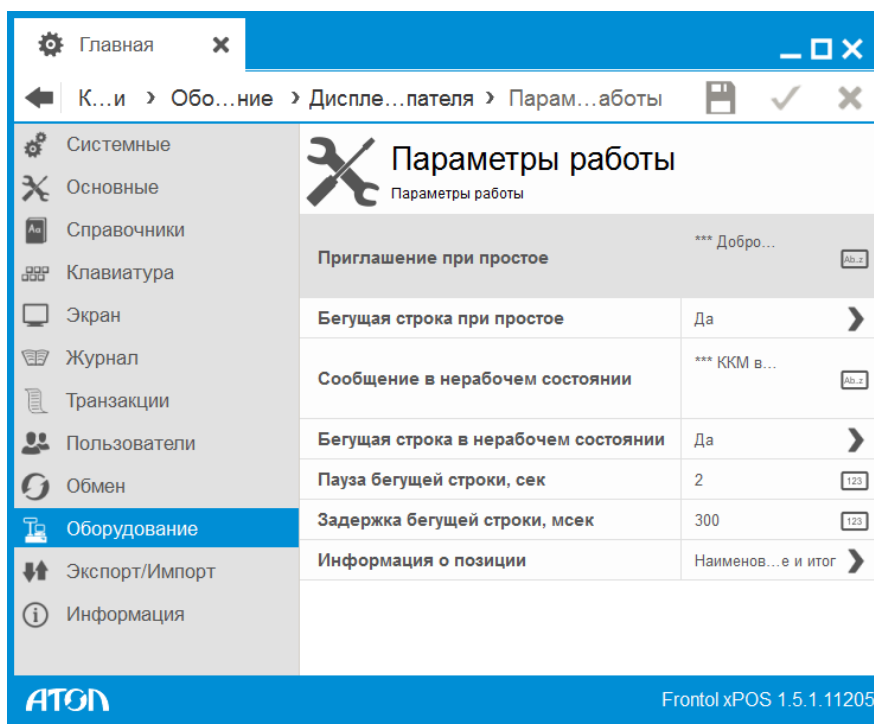 Главная
К...и > Обо...ние > Диспле...пателя > Парам...аботы
Системные
Основные
Справочники
Клавиатура
Экран
Журнал
Транзакции
Пользователи
Обмен
Оборудование
Экспорт/Импорт
Информация
Параметры работы
Параметры работы
Приглашение при простое *** Добро... Ab..z
Бегущая строка при простое Да
Сообщение в нерабочем состоянии *** ККМ в... Ab..z
Бегущая строка в нерабочем состоянии Да
Пауза бегущей строки, сек 2 123
Задержка бегущей строки, мсек 300 123
Информация о позиции Наименов...е и итог
ATOL Frontol xPOS 1.5.1.11205